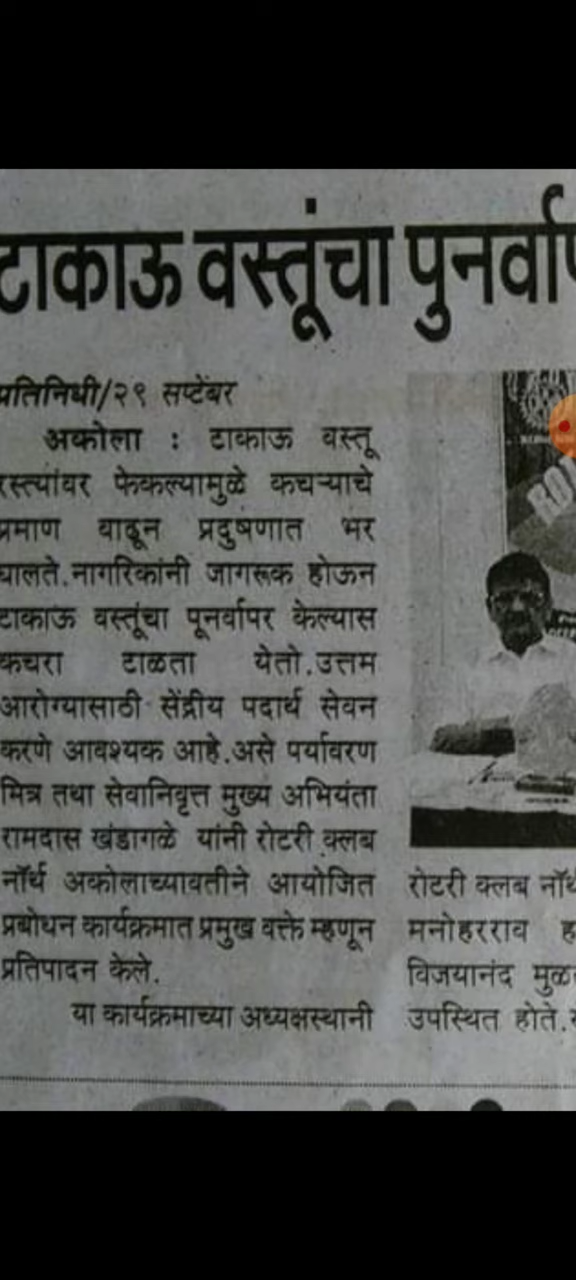 टाकाऊ वस्तूंचा पुनर्वाप
प्रतिनिधी/२९ सप्टेंबर
अकोला : टाकाऊ वस्तू
रस्त्यांवर फेकल्यामुळे कचऱ्याचे
प्रमाण वाढून प्रदुषणात भर
घालते.नागरिकांनी जागरूक होऊन
टाकाऊ वस्तूंचा पूनर्वापर केल्यास
कचरा टाळता येतो.उत्तम
आरोग्यासाठी सेंद्रीय पदार्थ सेवन
करणे आवश्यक आहे.असे पर्यावरण
मित्र तथा सेवानिवृत्त मुख्य अभियंता
रामदास खंडागळे यांनी रोटरी क्लब
नॉर्थ अकोलाच्यावतीने आयोजित
प्रबोधन कार्यक्रमात प्रमुख वक्ते म्हणून
प्रतिपादन केले.
या कार्यक्रमाच्या अध्यक्षस्थानी
रोटरी क्लब नॉर्थ
मनोहरराव ह
विजयानंद मुळ
उपस्थित होते.